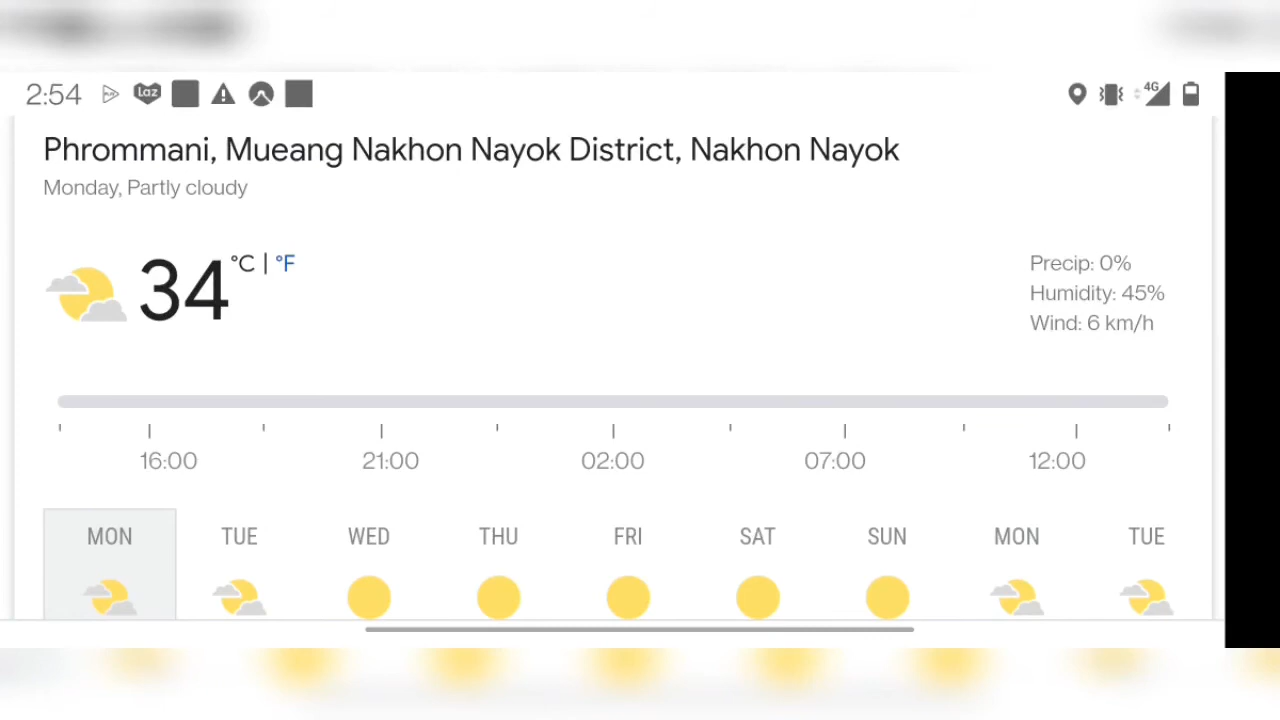 2:54 laz 4G
Phrommani, Mueang Nakhon Nayok District, Nakhon Nayok
Monday, Partly cloudy
34 °C | °F
Precip: 0%
Humidity: 45%
Wind: 6 km/h
16:00 21:00 02:00 07:00 12:00
MON TUE WED THU FRI SAT SUN MON TUE